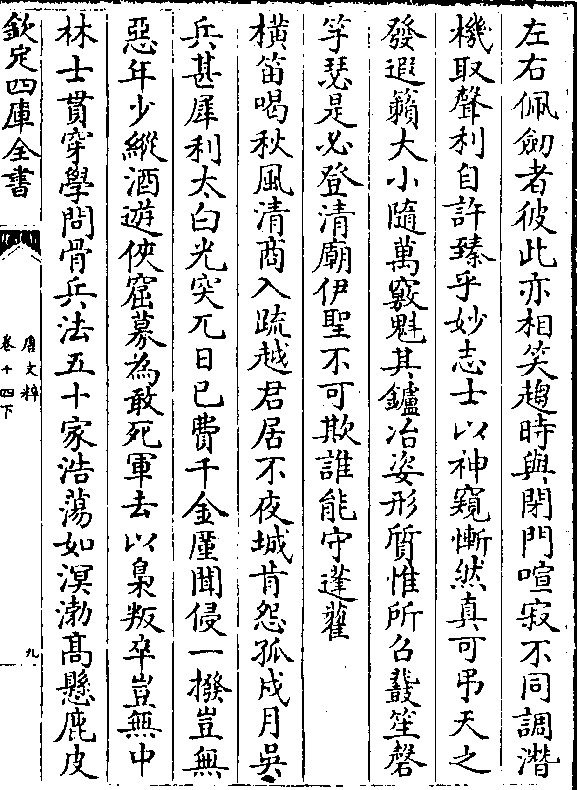 左右佩劒者彼此亦相笑趨時與閉門喧寂不同調潛
機取聲利自許臻乎妙志士以神窺慚然真可弔天之
發遐籟大小隨萬竅魁其鑪冶姿形質惟所召鼗笙磬
竽瑟是必登清廟伊聖不可欺誰能守蓬藋
橫笛喝秋風清商入疏越君居不夜城肯怨孤戍月吳
兵甚犀利太白光突兀日已費千金廑聞侵一撥豈無
惡年少縱酒遊俠窟募為敢死軍去以梟叛卒豈無中
林士貫穿學問骨兵法五十家浩蕩如溟渤高懸鹿皮
欽定四庫全書
唐文粹
卷十四下
九